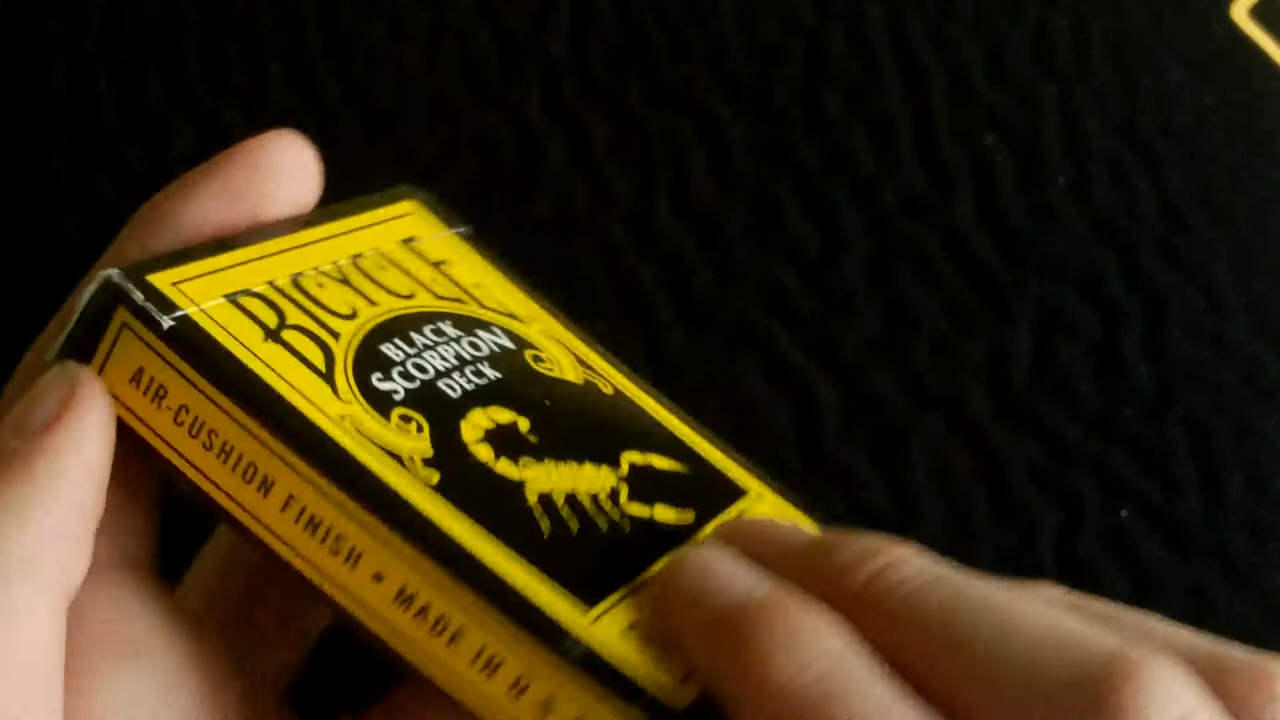 BICYCLE
BLACK
SCORPION
DECK
AIR-CUSHION FINISH • MADE IN